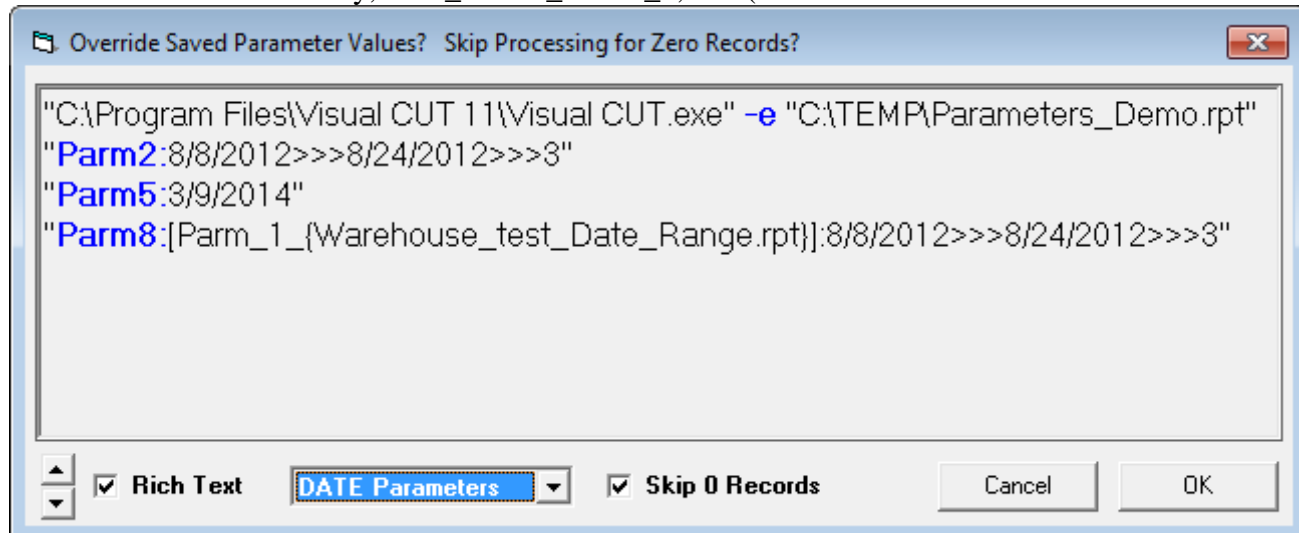 Override Saved Parameter Values?   Skip Processing for Zero Records?
"C:\Program Files\Visual CUT 11\Visual CUT.exe" -e "C:\TEMP\Parameters_Demo.rpt"
"Parm2:8/8/2012>>>8/24/2012>>>3"
"Parm5:3/9/2014"
"Parm8:[Parm_1_{Warehouse_test_Date_Range.rpt}]:8/8/2012>>>8/24/2012>>>3"
Rich Text   DATE Parameters   Skip 0 Records   Cancel   OK